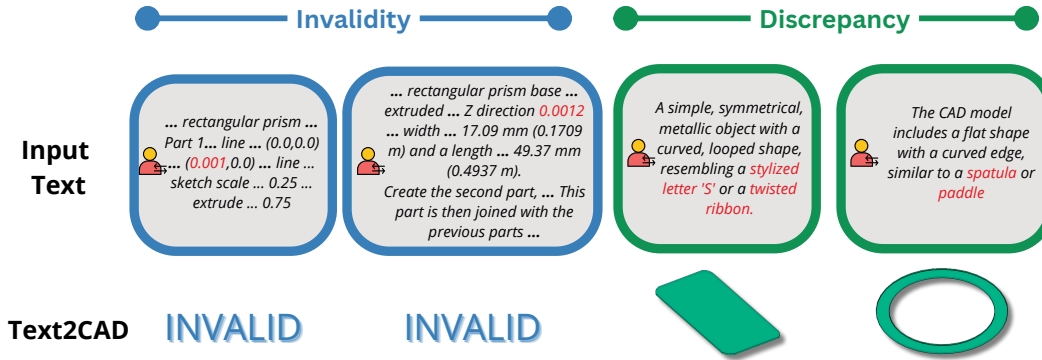 Invalidity
Discrepancy
Input
Text
... rectangular prism ...
Part 1... line ... (0.0,0.0)
... (0.001,0.0) ... line ...
sketch scale ... 0.25 ...
extrude ... 0.75
... rectangular prism base ...
extruded ... Z direction 0.0012
... width ... 17.09 mm (0.1709
m) and a length ... 49.37 mm
(0.4937 m).
Create the second part, ... This
part is then joined with the
previous parts ...
A simple, symmetrical,
metallic object with a
curved, looped shape,
resembling a stylized
letter 'S' or a twisted
ribbon.
The CAD model
includes a flat shape
with a curved edge,
similar to a spatula or
paddle
Text2CAD
INVALID
INVALID